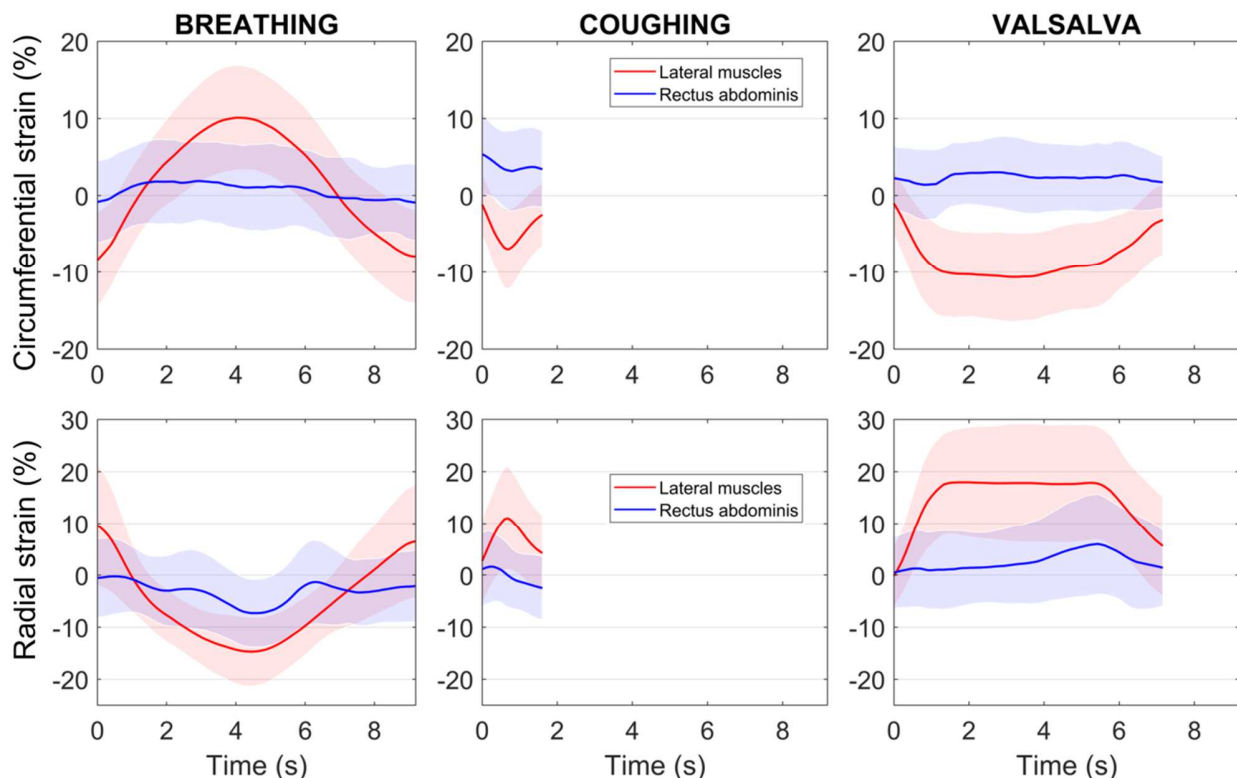 BREATHING COUGHING VALSALVA
Circumferential strain (%)
20
10
0
-10
-20
0 2 4 6 8
20
10
0
-10
-20
0 2 4 6 8
Lateral muscles
Rectus abdominis
20
10
0
-10
-20
0 2 4 6 8
Radial strain (%)
30
20
10
0
-10
-20
0 2 4 6 8
Time (s)
30
20
10
0
-10
-20
0 2 4 6 8
Time (s)
Lateral muscles
Rectus abdominis
30
20
10
0
-10
-20
0 2 4 6 8
Time (s)